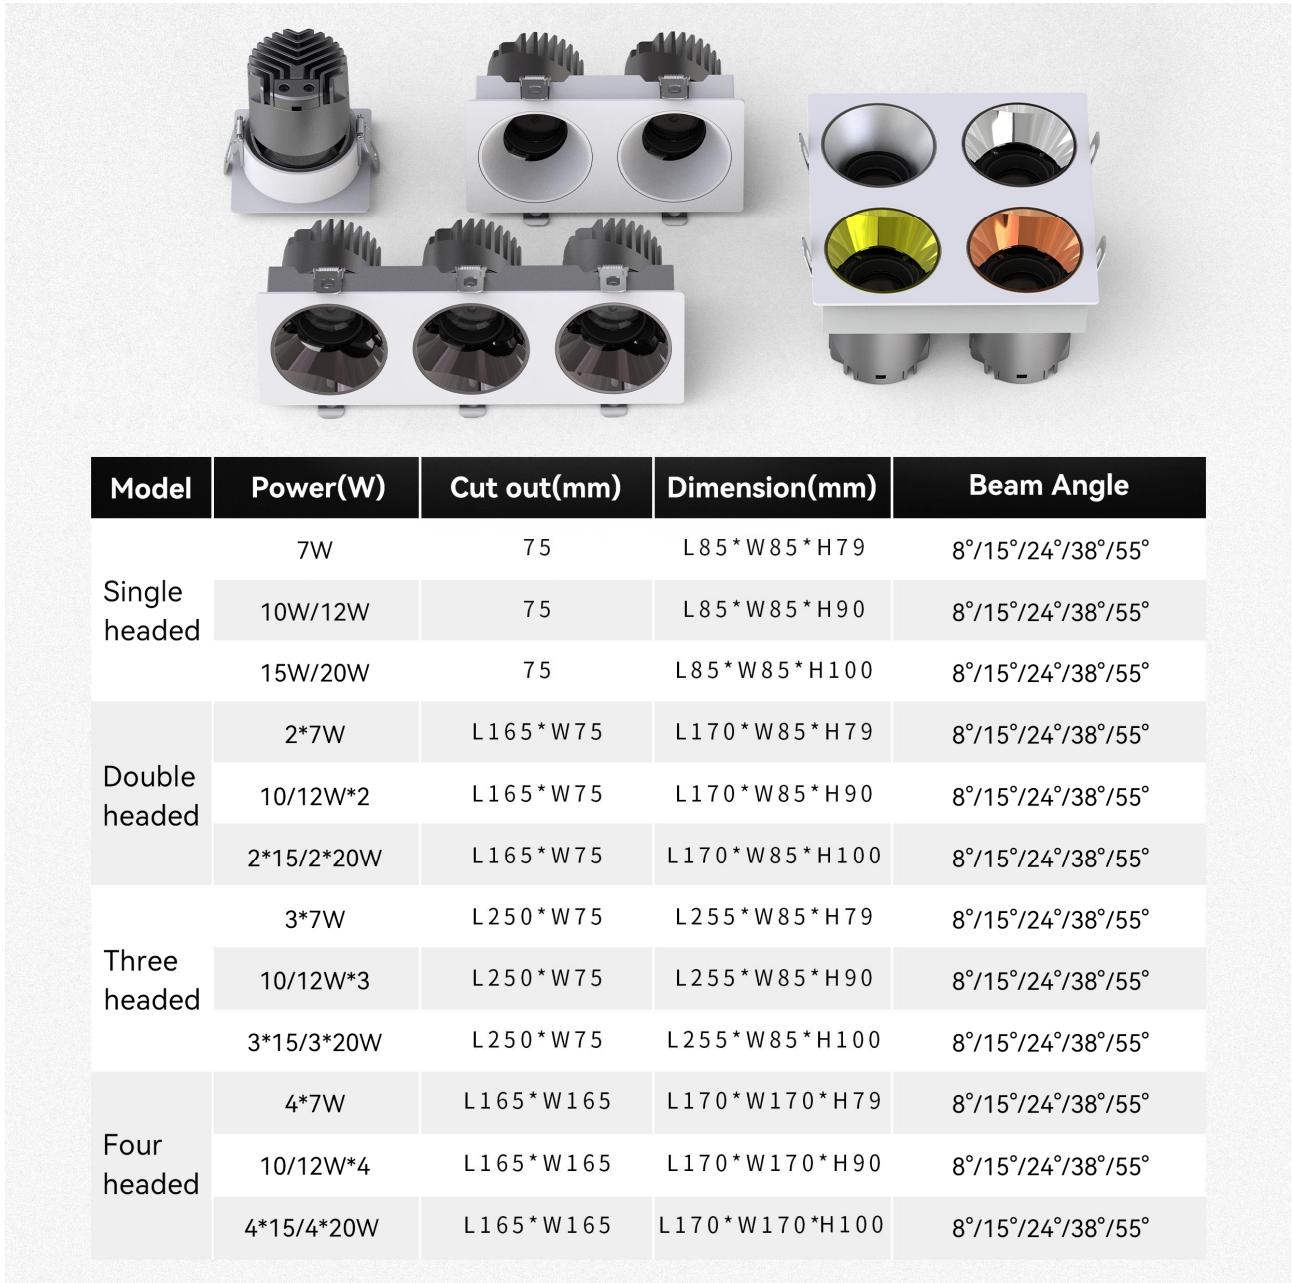 Model Power(W) Cut out(mm) Dimension(mm) Beam Angle
Single headed
7W 75 L85*W85*H79 8°/15°/24°/38°/55°
10W/12W 75 L85*W85*H90 8°/15°/24°/38°/55°
15W/20W 75 L85*W85*H100 8°/15°/24°/38°/55°
Double headed
2*7W L165*W75 L170*W85*H79 8°/15°/24°/38°/55°
10/12W*2 L165*W75 L170*W85*H90 8°/15°/24°/38°/55°
2*15/2*20W L165*W75 L170*W85*H100 8°/15°/24°/38°/55°
Three headed
3*7W L250*W75 L255*W85*H79 8°/15°/24°/38°/55°
10/12W*3 L250*W75 L255*W85*H90 8°/15°/24°/38°/55°
3*15/3*20W L250*W75 L255*W85*H100 8°/15°/24°/38°/55°
Four headed
4*7W L165*W165 L170*W170*H79 8°/15°/24°/38°/55°
10/12W*4 L165*W165 L170*W170*H90 8°/15°/24°/38°/55°
4*15/4*20W L165*W165 L170*W170*H100 8°/15°/24°/38°/55°